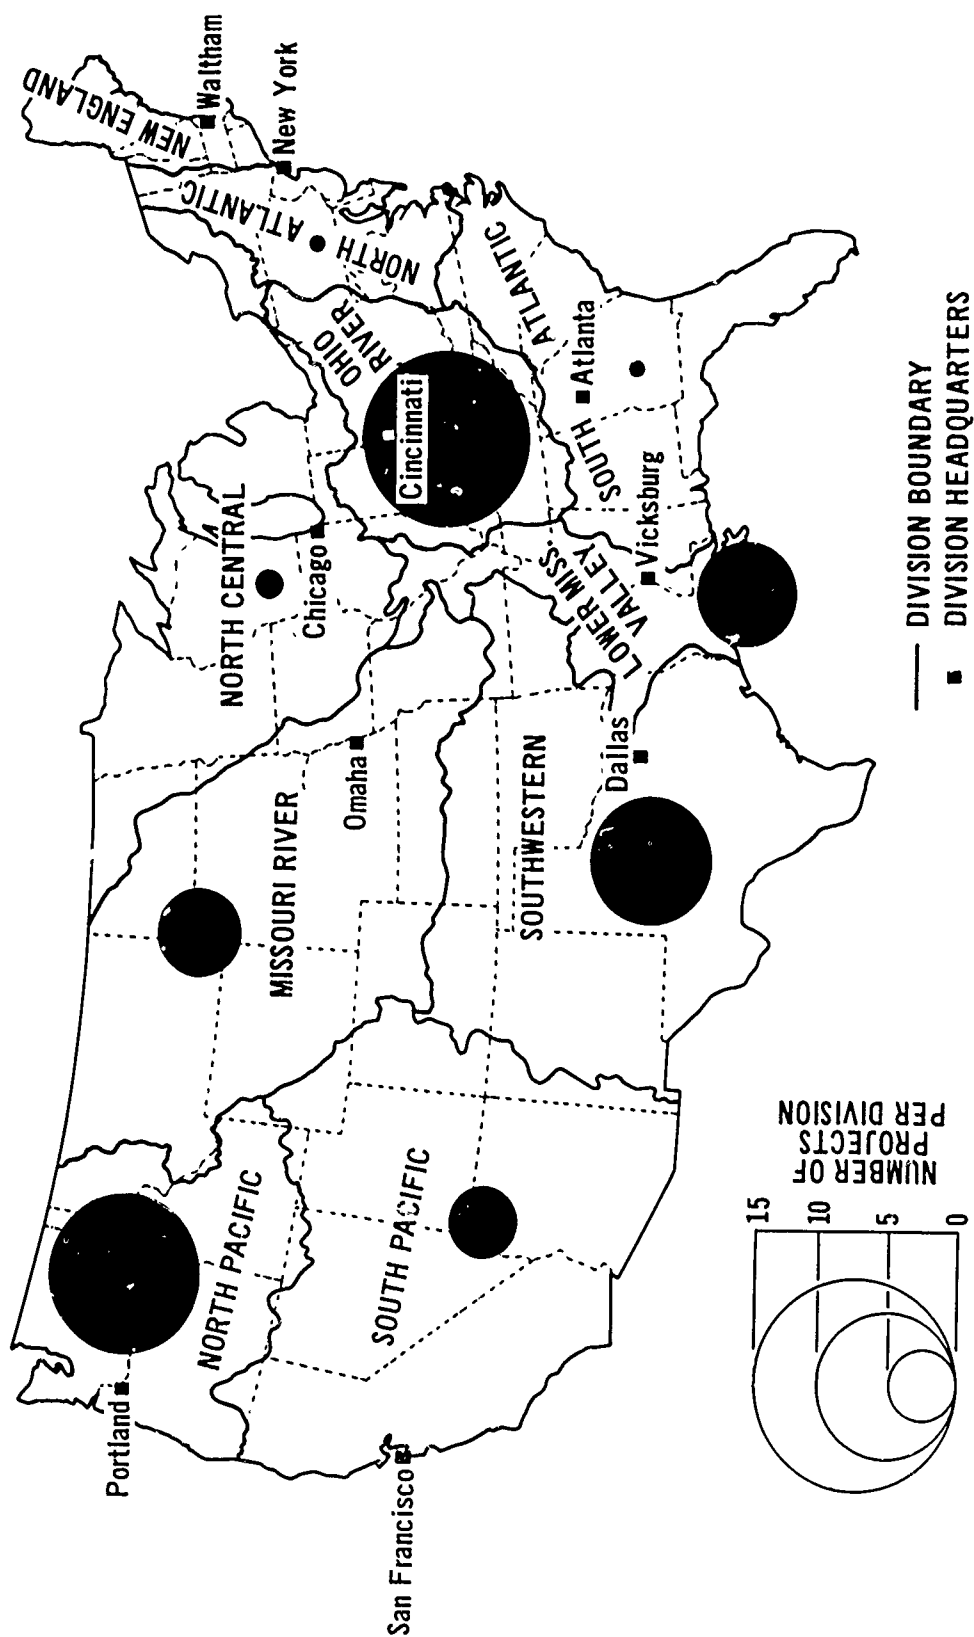 NEW ENGLAND
Waltham
New York
NORTH
ATLANTIC
OHIO
RIVER
Cincinnati
SOUTH
ATLANTIC
Atlanta
NORTH CENTRAL
Chicago
LOWER MISS.
VALLEY
Vicksburg
MISSOURI RIVER
Omaha
SOUTHWESTERN
Dallas
NORTH PACIFIC
Portland
SOUTH PACIFIC
San Francisco
NUMBER OF
PROJECTS
PER DIVISION
15
10
5
0
DIVISION BOUNDARY
DIVISION HEADQUARTERS